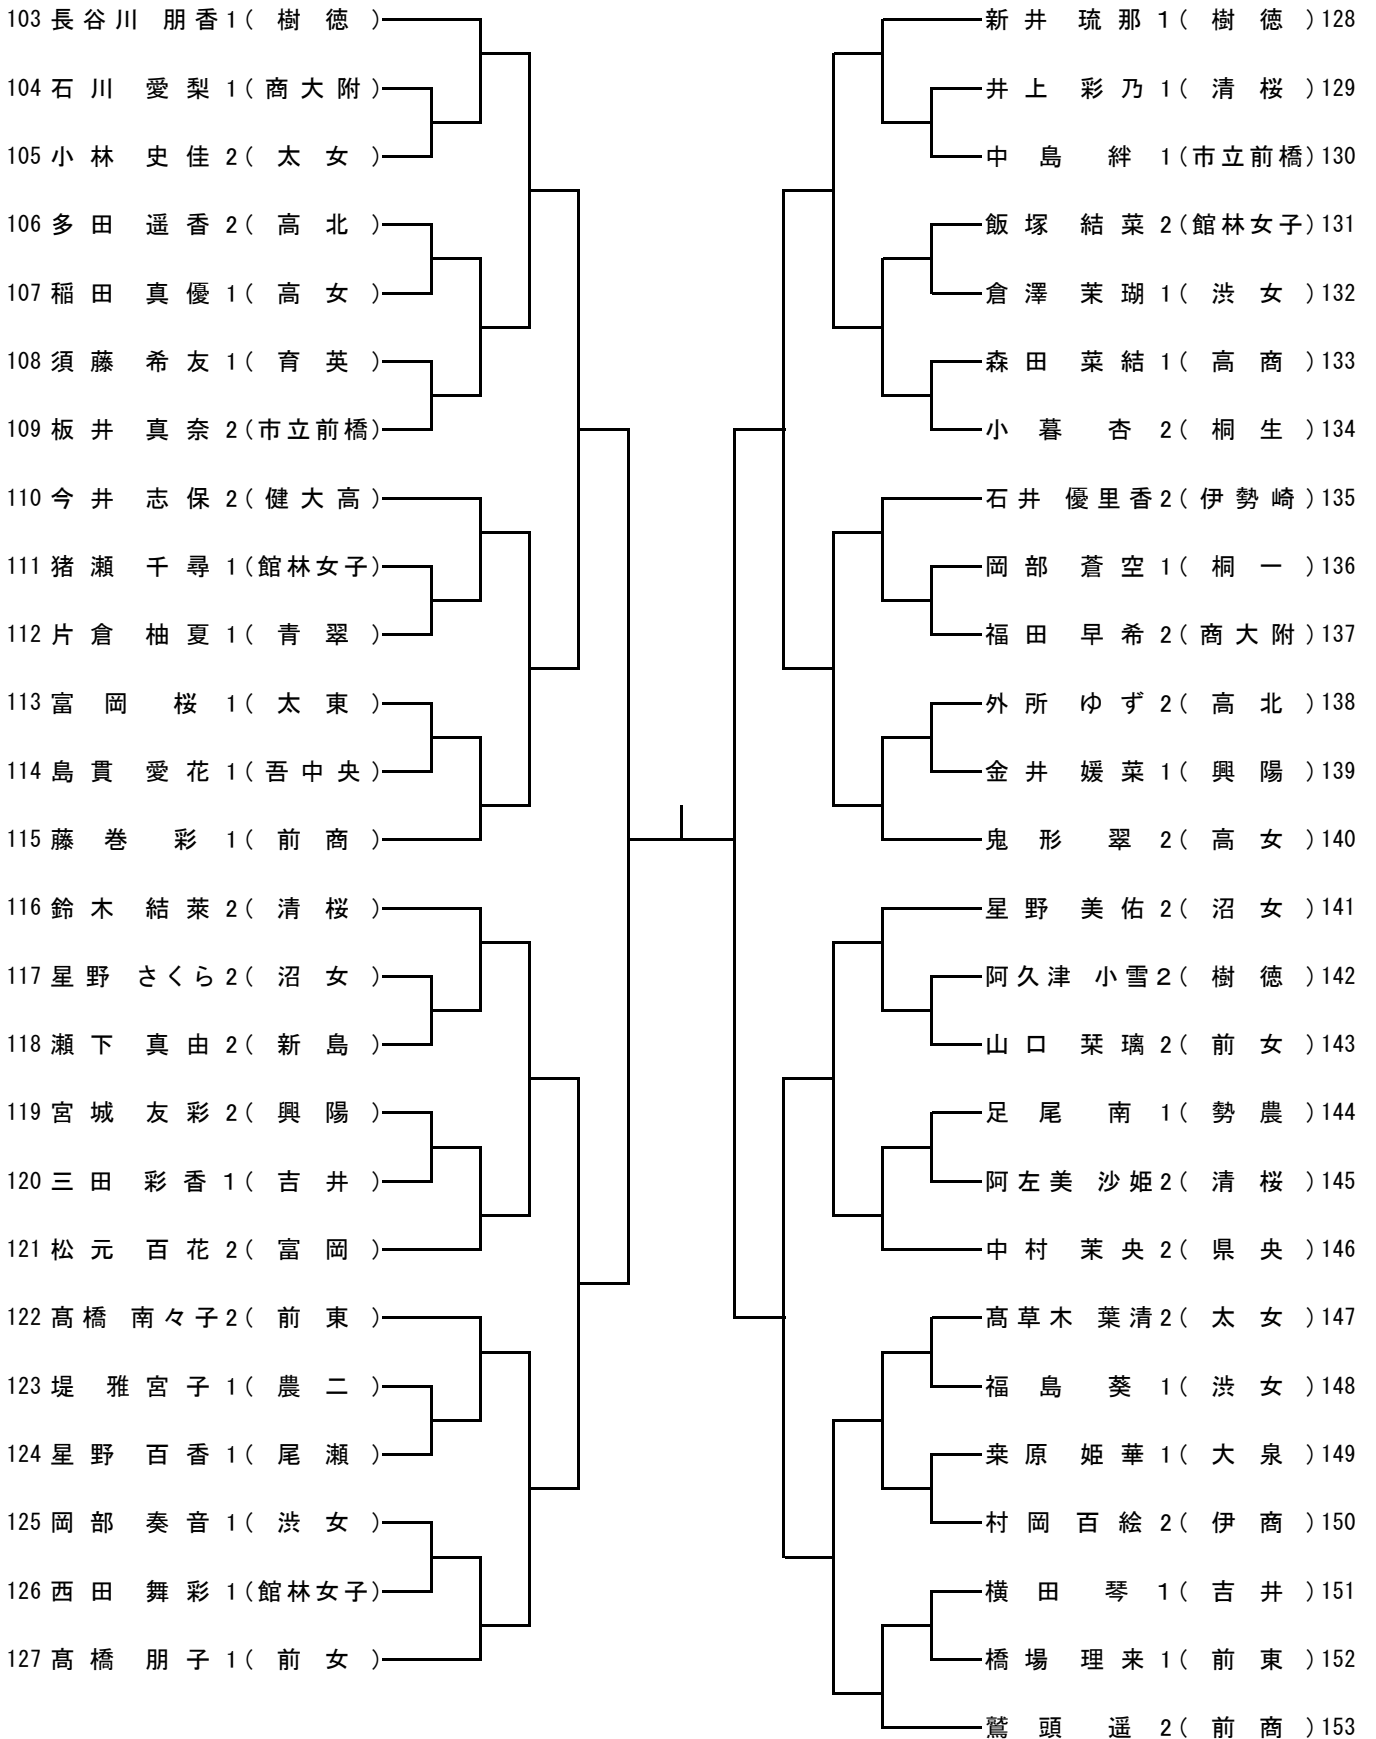 103 長谷川 朋香 1 ( 樹 徳 )
104 石川 愛梨 1 ( 商大附 )
105 小林 史佳 2 ( 太 女 )
106 多田 遥香 2 ( 高 北 )
107 稲田 真優 1 ( 高 女 )
108 須藤 希友 1 ( 育 英 )
109 板井 真奈 2 (市立前橋)
110 今井 志保 2 ( 健大高 )
111 猪瀬 千尋 1 (館林女子)
112 片倉 柚夏 1 ( 青 翠 )
113 富岡 桜 1 ( 太 東 )
114 島貫 愛花 1 ( 吾中央 )
115 藤巻 彩 1 ( 前 商 )
116 鈴木 結莱 2 ( 清 桜 )
117 星野 さくら 2 ( 沼 女 )
118 瀬下 真由 2 ( 新 島 )
119 宮城 友彩 2 ( 興 陽 )
120 三田 彩香 1 ( 吉 井 )
121 松元 百花 2 ( 富 岡 )
122 髙橋 南々子 2 ( 前 東 )
123 堤 雅宮子 1 ( 農 二 )
124 星野 百香 1 ( 尾 瀬 )
125 岡部 奏音 1 ( 渋 女 )
126 西田 舞彩 1 (館林女子)
127 髙橋 朋子 1 ( 前 女 )
新井 琉那 1 ( 樹 徳 ) 128
井上 彩乃 1 ( 清 桜 ) 129
中島 絆 1 (市立前橋) 130
飯塚 結菜 2 (館林女子) 131
倉澤 茉瑚 1 ( 渋 女 ) 132
森田 菜結 1 ( 高 商 ) 133
小暮 杏 2 ( 桐 生 ) 134
石井 優里香 2 ( 伊勢崎 ) 135
岡部 蒼空 1 ( 桐 一 ) 136
福田 早希 2 ( 商大附 ) 137
外所 ゆず 2 ( 高 北 ) 138
金井 媛菜 1 ( 興 陽 ) 139
鬼形 翠 2 ( 高 女 ) 140
星野 美佑 2 ( 沼 女 ) 141
阿久津 小雪 2 ( 樹 徳 ) 142
山口 栞璃 2 ( 前 女 ) 143
足尾 南 1 ( 勢 農 ) 144
阿左美 沙姫 2 ( 清 桜 ) 145
中村 茉央 2 ( 県 央 ) 146
髙草木 葉清 2 ( 太 女 ) 147
福島 葵 1 ( 渋 女 ) 148
桒原 姫華 1 ( 大 泉 ) 149
村岡 百絵 2 ( 伊 商 ) 150
横田 琴 1 ( 吉 井 ) 151
橋場 理来 1 ( 前 東 ) 152
鷲頭 遥 2 ( 前 商 ) 153